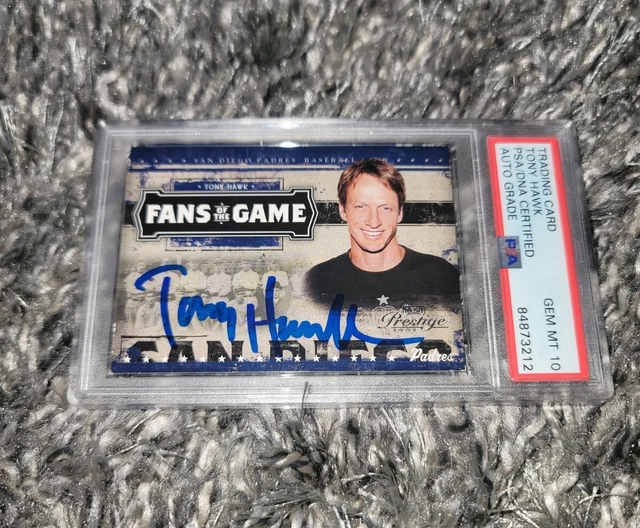 SAN DIEGO PADRES BASEBALL
TONY HAWK
FANS OF THE GAME
Tony Hawk
Prestige
SAN DIEGO
Padres
TRADING CARD
TONY HAWK
PSA/DNA CERTIFIED
AUTO GRADE
PSA
GEM MT 10
84873212